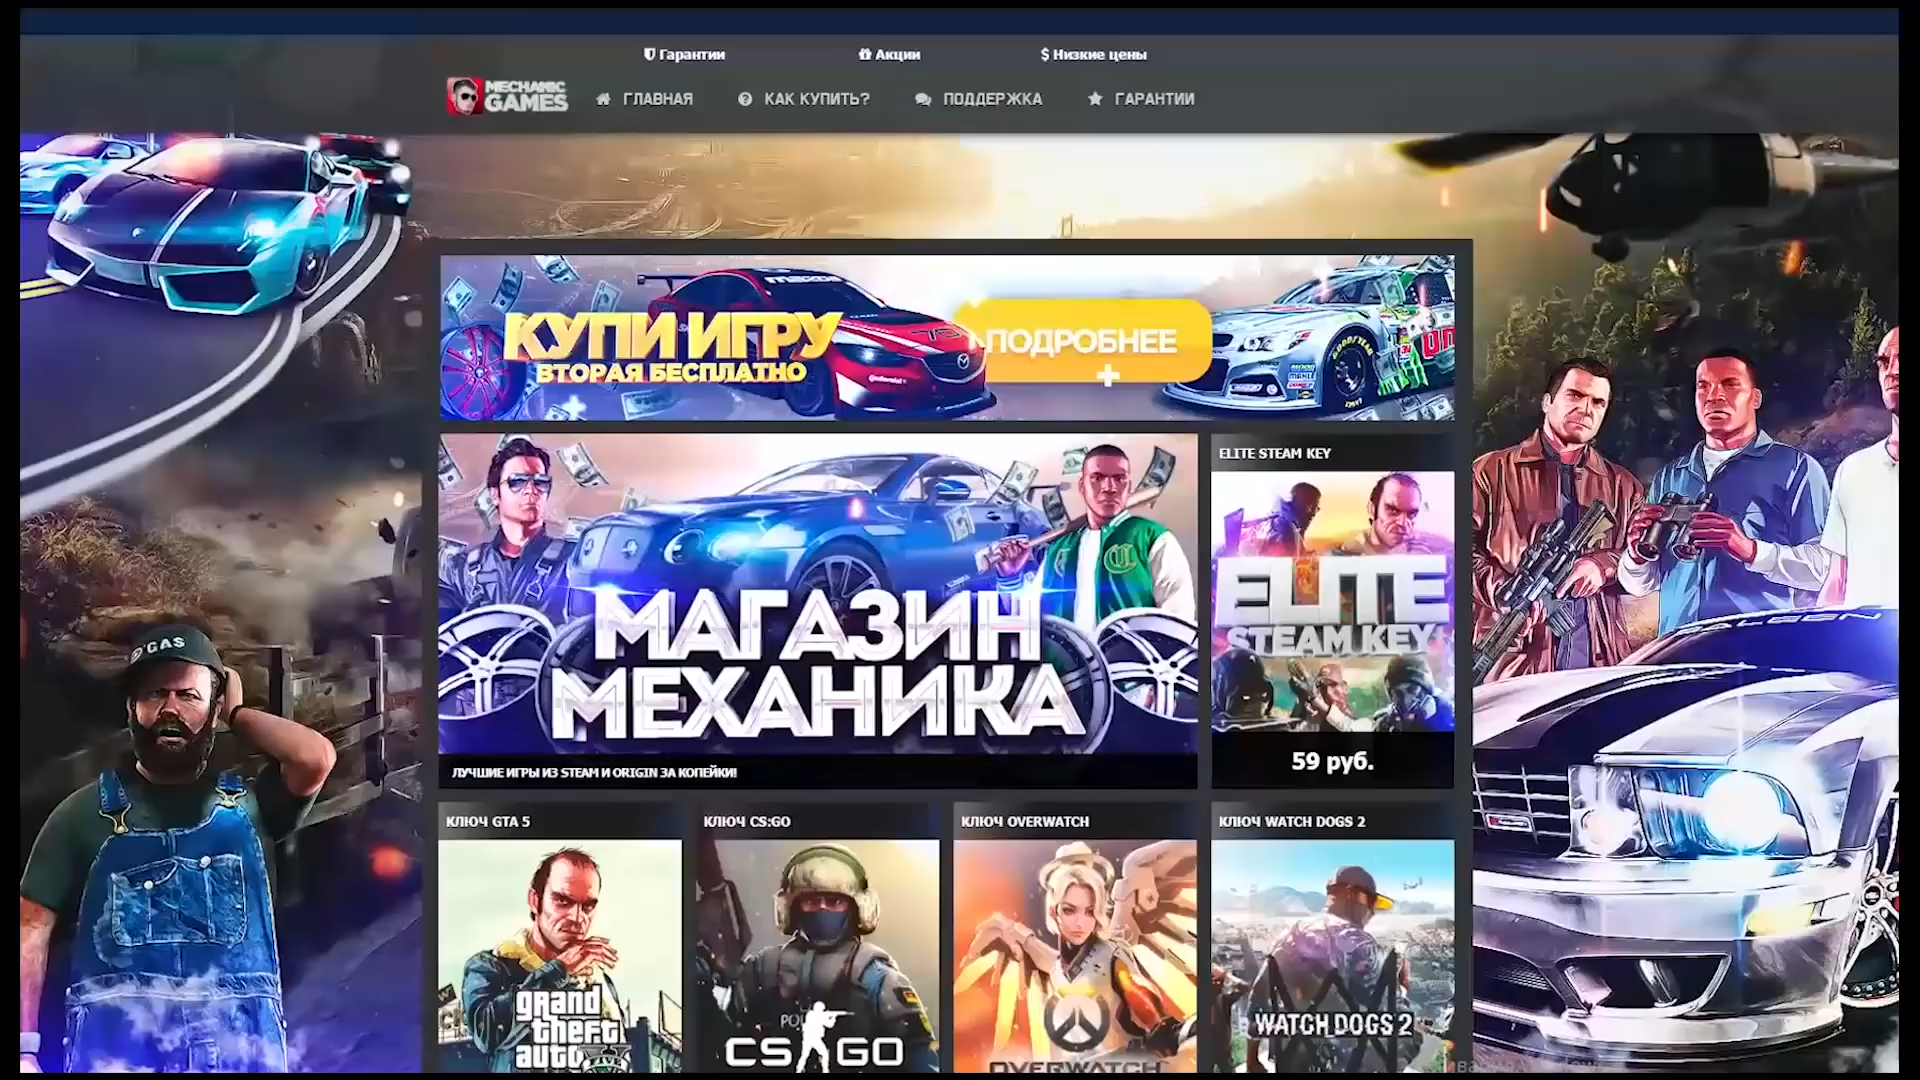 Гарантии
Акции
$ Низкие цены
MECHANIC
GAMES
ГЛАВНАЯ
КАК КУПИТЬ?
ПОДДЕРЖКА
ГАРАНТИИ
КУПИ ИГРУ
ВТОРАЯ БЕСПЛАТНО
ПОДРОБНЕЕ
МАГАЗИН
МЕХАНИКА
ЛУЧШИЕ ИГРЫ ИЗ STEAM И ORIGIN ЗА КОПЕЙКИ!
ELITE STEAM KEY
ELITE
STEAM KEY
59 руб.
GAS
КЛЮЧ GTA 5
КЛЮЧ CS:GO
КЛЮЧ OVERWATCH
КЛЮЧ WATCH DOGS 2
grand
theft
auto
V
CS GO
OVERWATCH
WATCH DOGS 2